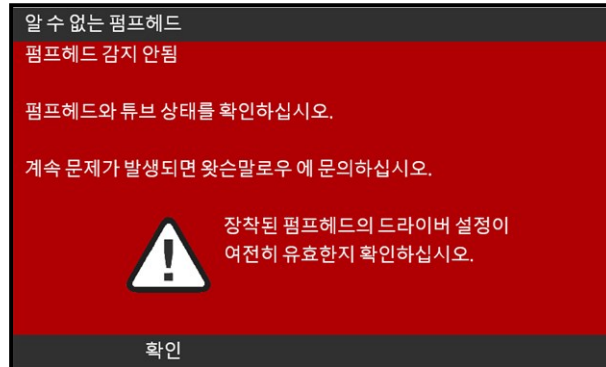 알 수 없는 펌프헤드
펌프헤드 감지 안됨
펌프헤드와 튜브 상태를 확인하십시오.
계속 문제가 발생되면 왓슨말로우 에 문의하십시오.
장착된 펌프헤드의 드라이버 설정이
여전히 유효한지 확인하십시오.
확인